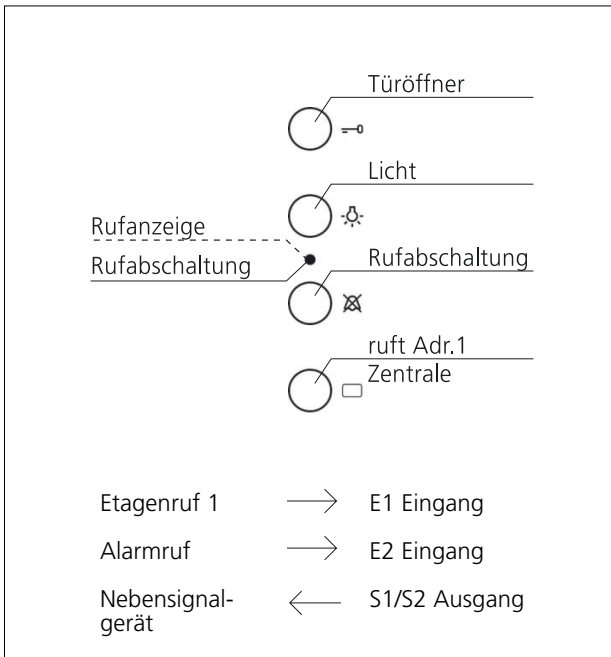 Türöffner
Licht
Rufanzeige
Rufabschaltung
Rufabschaltung
ruft Adr.1
Zentrale
Etagenruf 1 → E1 Eingang
Alarmruf → E2 Eingang
Nebensignal- ← S1/S2 Ausgang
gerät